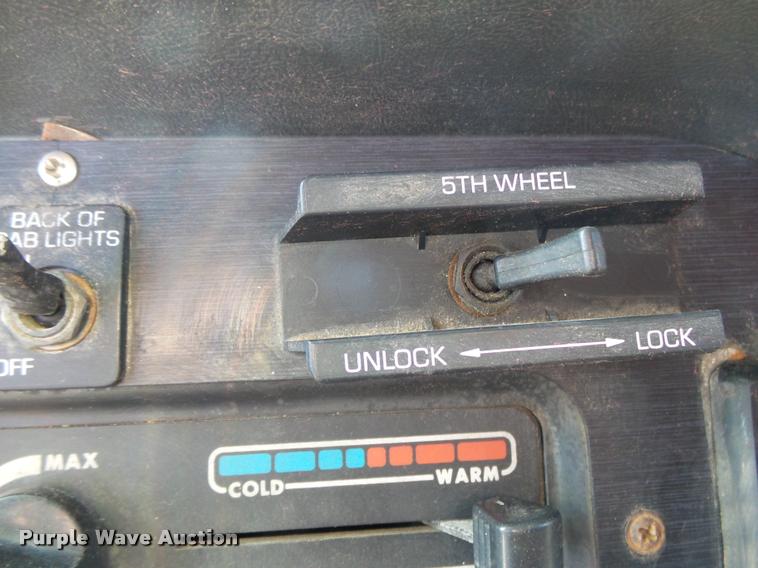 5TH WHEEL
BACK OF
CAB LIGHTS
OFF
UNLOCK
LOCK
MAX
COLD
WARM
Purple Wave Auction